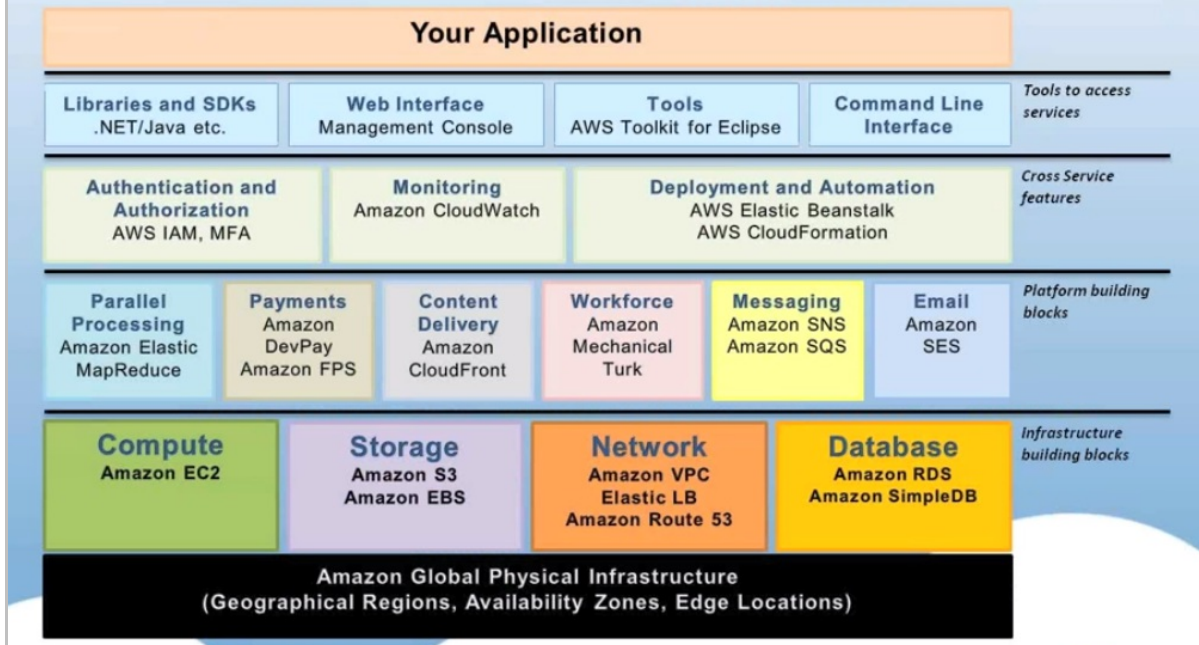 Your Application
Libraries and SDKs
.NET/Java etc.
Web Interface
Management Console
Tools
AWS Toolkit for Eclipse
Command Line
Interface
Tools to access
services
Authentication and
Authorization
AWS IAM, MFA
Monitoring
Amazon CloudWatch
Deployment and Automation
AWS Elastic Beanstalk
AWS CloudFormation
Cross Service
features
Parallel
Processing
Amazon Elastic
MapReduce
Payments
Amazon
DevPay
Amazon FPS
Content
Delivery
Amazon
CloudFront
Workforce
Amazon
Mechanical
Turk
Messaging
Amazon SNS
Amazon SQS
Email
Amazon
SES
Platform building
blocks
Compute
Amazon EC2
Storage
Amazon S3
Amazon EBS
Network
Amazon VPC
Elastic LB
Amazon Route 53
Database
Amazon RDS
Amazon SimpleDB
Infrastructure
building blocks
Amazon Global Physical Infrastructure
(Geographical Regions, Availability Zones, Edge Locations)